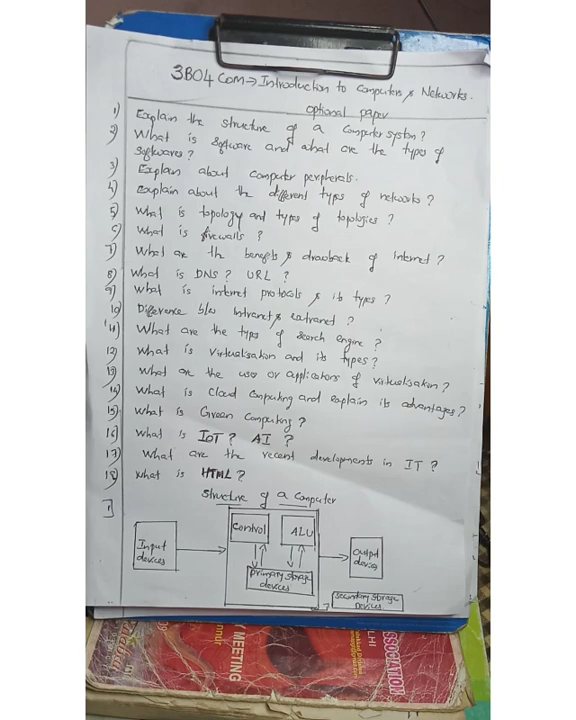 3BO4 Com→ Introduction to Computers & Networks.
optional paper
1) Explain the structure of a Computer system?
2) What is Software and what are the types of
Softwares?
3) Explain about computer peripherals.
4) Explain about the different types of networks?
5) What is topology and types of topologies?
6) What is firewalls?
7) What are the benefits & drawback of internet?
8) What is DNS? URL?
9) What is internet protocols & its types?
10) Difference b/w Intranet & extranet?
11) What are the types of search engine?
12) What is virtualisation and its types?
13) What are the uses or applications of virtualisation?
14) What is Cloud Computing and explain its advantages?
15) What is Green Computing?
16) What is IOT? AI?
17) What are the recent developments in IT?
18) What is HTML?
Structure of a Computer
1
Control
ALU
Input
devices
Output
devices
Primary storage
devices
Secondary storage
Devices
MEETING
ASSOCIATION